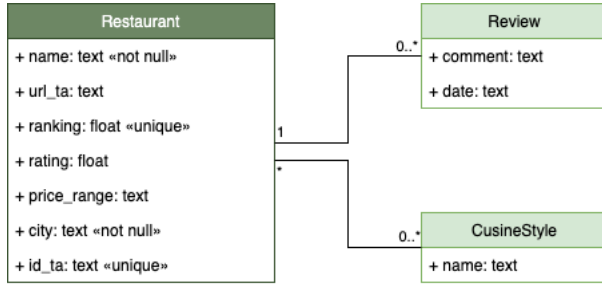 Restaurant
+ name: text «not null»
+ url_ta: text
+ ranking: float «unique»
+ rating: float
+ price_range: text
+ city: text «not null»
+ id_ta: text «unique»
1
*
0..*
Review
+ comment: text
+ date: text
0..*
CusineStyle
+ name: text